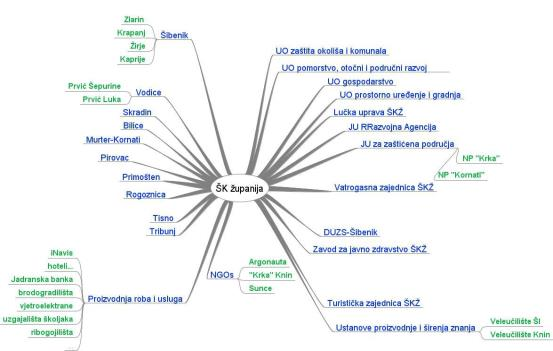 Zlarin
Krapanj
Žirje
Kaprije
Šibenik
Prvić Šepurine
Prvić Luka
Vodice
Skradin
Bilice
Murter-Kornati
Pirovac
Primošten
Rogoznica
Tisno
Tribunj
iNavis
hoteli...
Jadranska banka
brodogradilišta
vjetroelektrane
uzgajališta školjaka
ribogojilišta
...
Proizvodnja roba i usluga
ŠK županija
NGOs
Argonauta
"Krka" Knin
Sunce
UO zaštita okoliša i komunala
UO pomorstvo, otočni i područni razvoj
UO gospodarstvo
UO prostorno uređenje i gradnja
Lučka uprava ŠKŽ
JU RRazvojna Agencija
JU za zaštićena područja
NP "Krka"
NP "Kornati"
Vatrogasna zajednica ŠKŽ
DUZS-Šibenik
Zavod za javno zdravstvo ŠKŽ
Turistička zajednica ŠKŽ
Ustanove proizvodnje i širenja znanja
Veleučilište ŠI
Veleučilište Knin